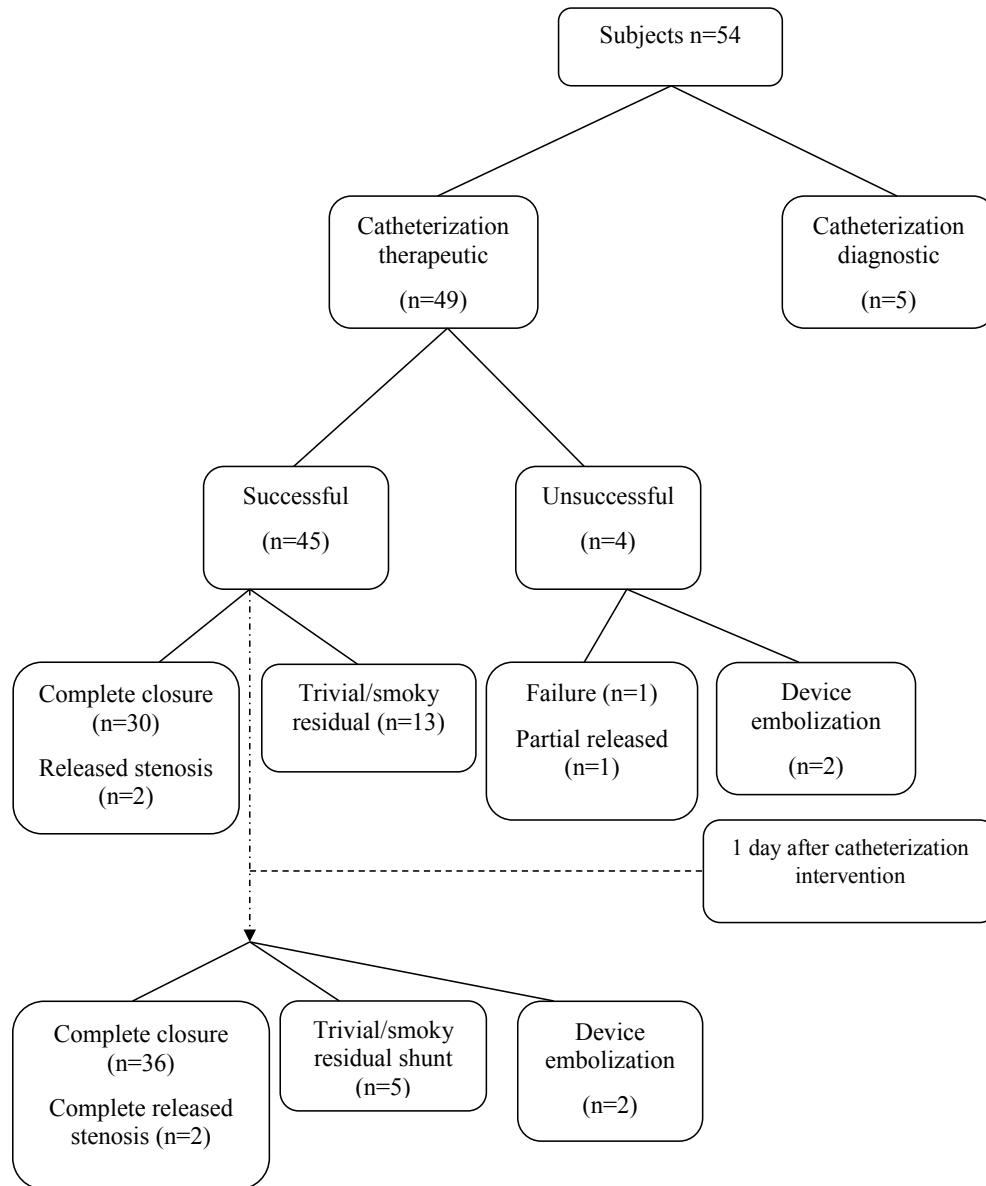 Subjects n=54
Catheterization
therapeutic
(n=49)
Catheterization
diagnostic
(n=5)
Successful
(n=45)
Unsuccessful
(n=4)
Complete closure
(n=30)
Released stenosis
(n=2)
Trivial/smoky
residual (n=13)
Failure (n=1)
Partial released
(n=1)
Device
embolization
(n=2)
1 day after catheterization
intervention
Complete closure
(n=36)
Complete released
stenosis (n=2)
Trivial/smoky
residual shunt
(n=5)
Device
embolization
(n=2)